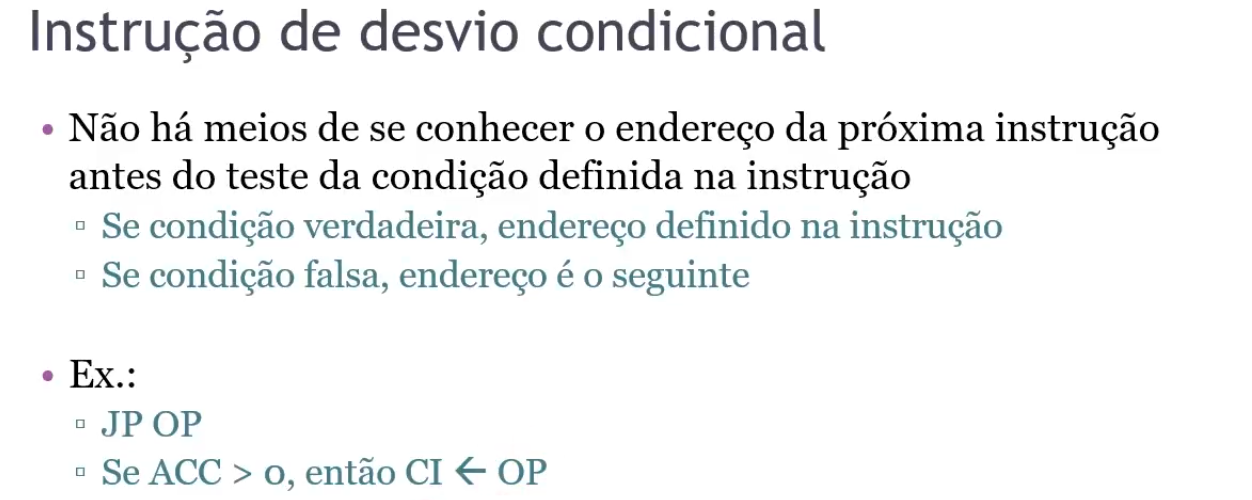 Instrução de desvio condicional
• Não há meios de se conhecer o endereço da próxima instrução
antes do teste da condição definida na instrução
▫ Se condição verdadeira, endereço definido na instrução
▫ Se condição falsa, endereço é o seguinte
• Ex.:
▫ JP OP
▫ Se ACC > 0, então CI ← OP